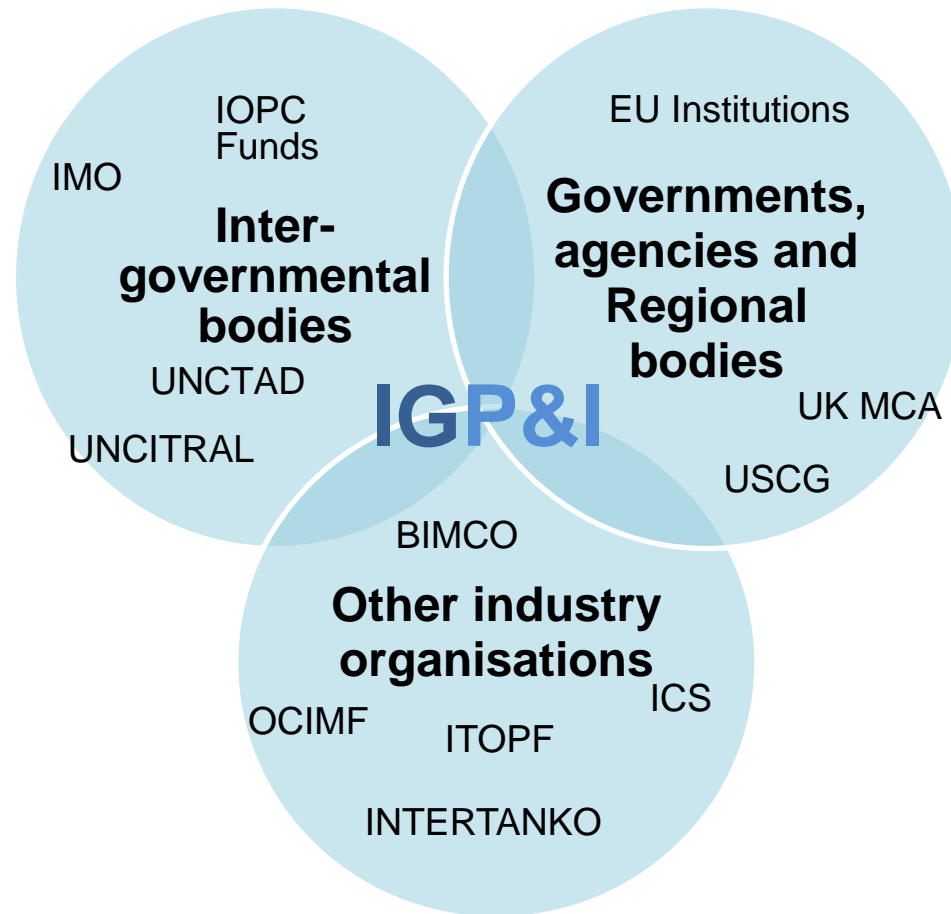 IOPC
Funds
IMO
Inter-
governmental
bodies
UNCTAD
UNCITRAL
EU Institutions
Governments,
agencies and
Regional
bodies
UK MCA
USCG
IGP&I
BIMCO
Other industry
organisations
ICS
OCIMF
ITOPF
INTERTANKO